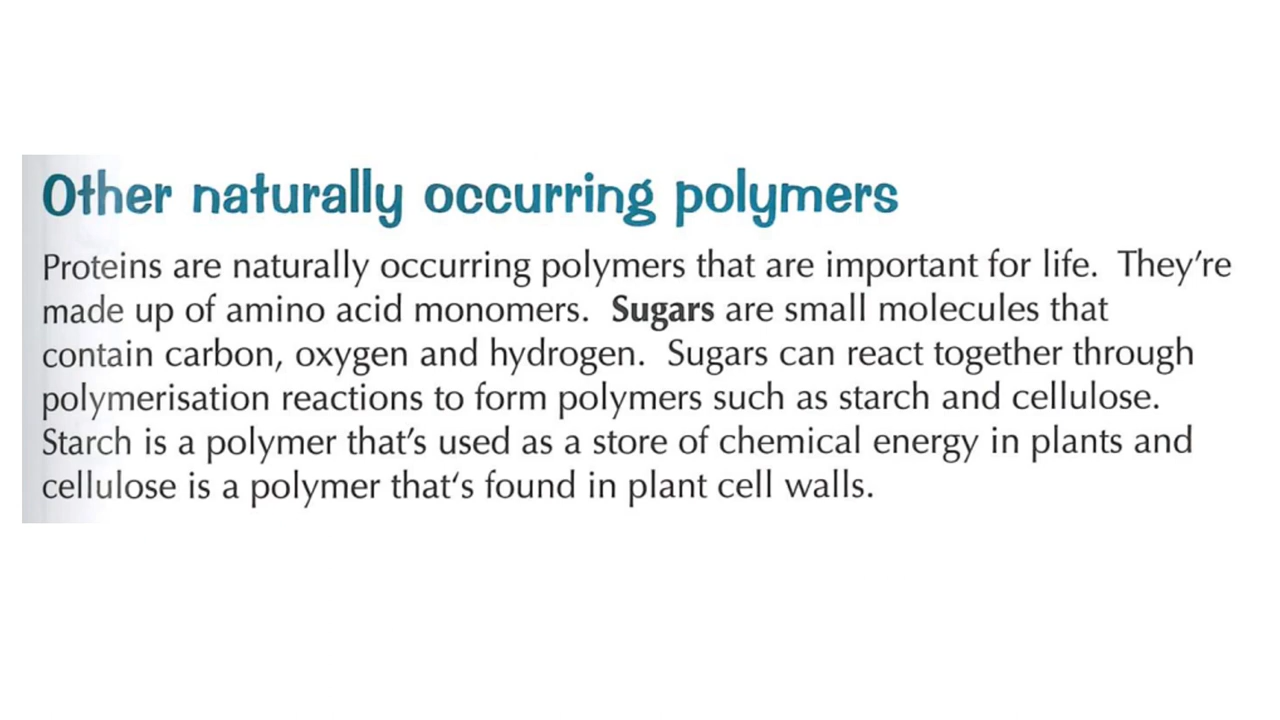 Other naturally occurring polymers
Proteins are naturally occurring polymers that are important for life. They're
made up of amino acid monomers. Sugars are small molecules that
contain carbon, oxygen and hydrogen. Sugars can react together through
polymerisation reactions to form polymers such as starch and cellulose.
Starch is a polymer that's used as a store of chemical energy in plants and
cellulose is a polymer that's found in plant cell walls.